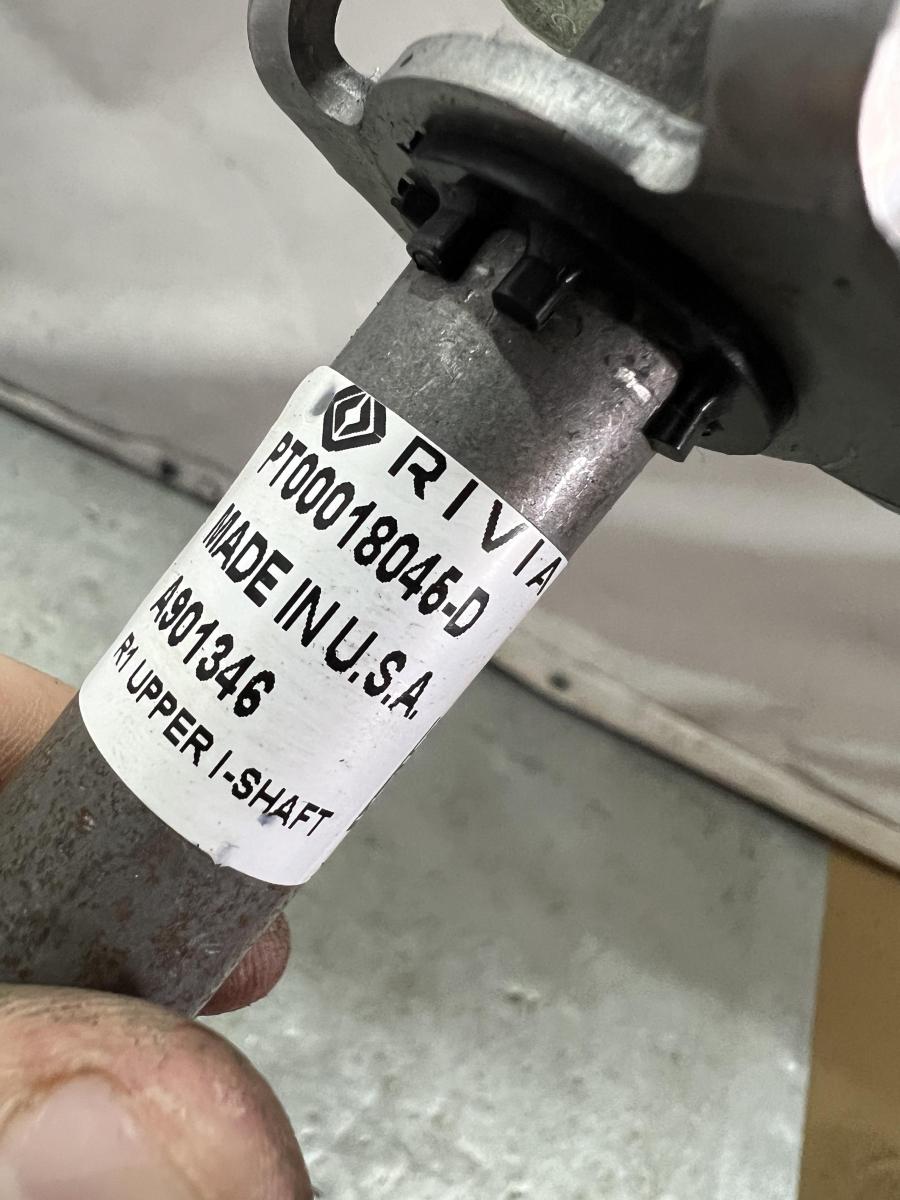 RIVIA
PT00018045-D
MADE IN U.S.A.
A901346
R1 UPPER I-SHAFT